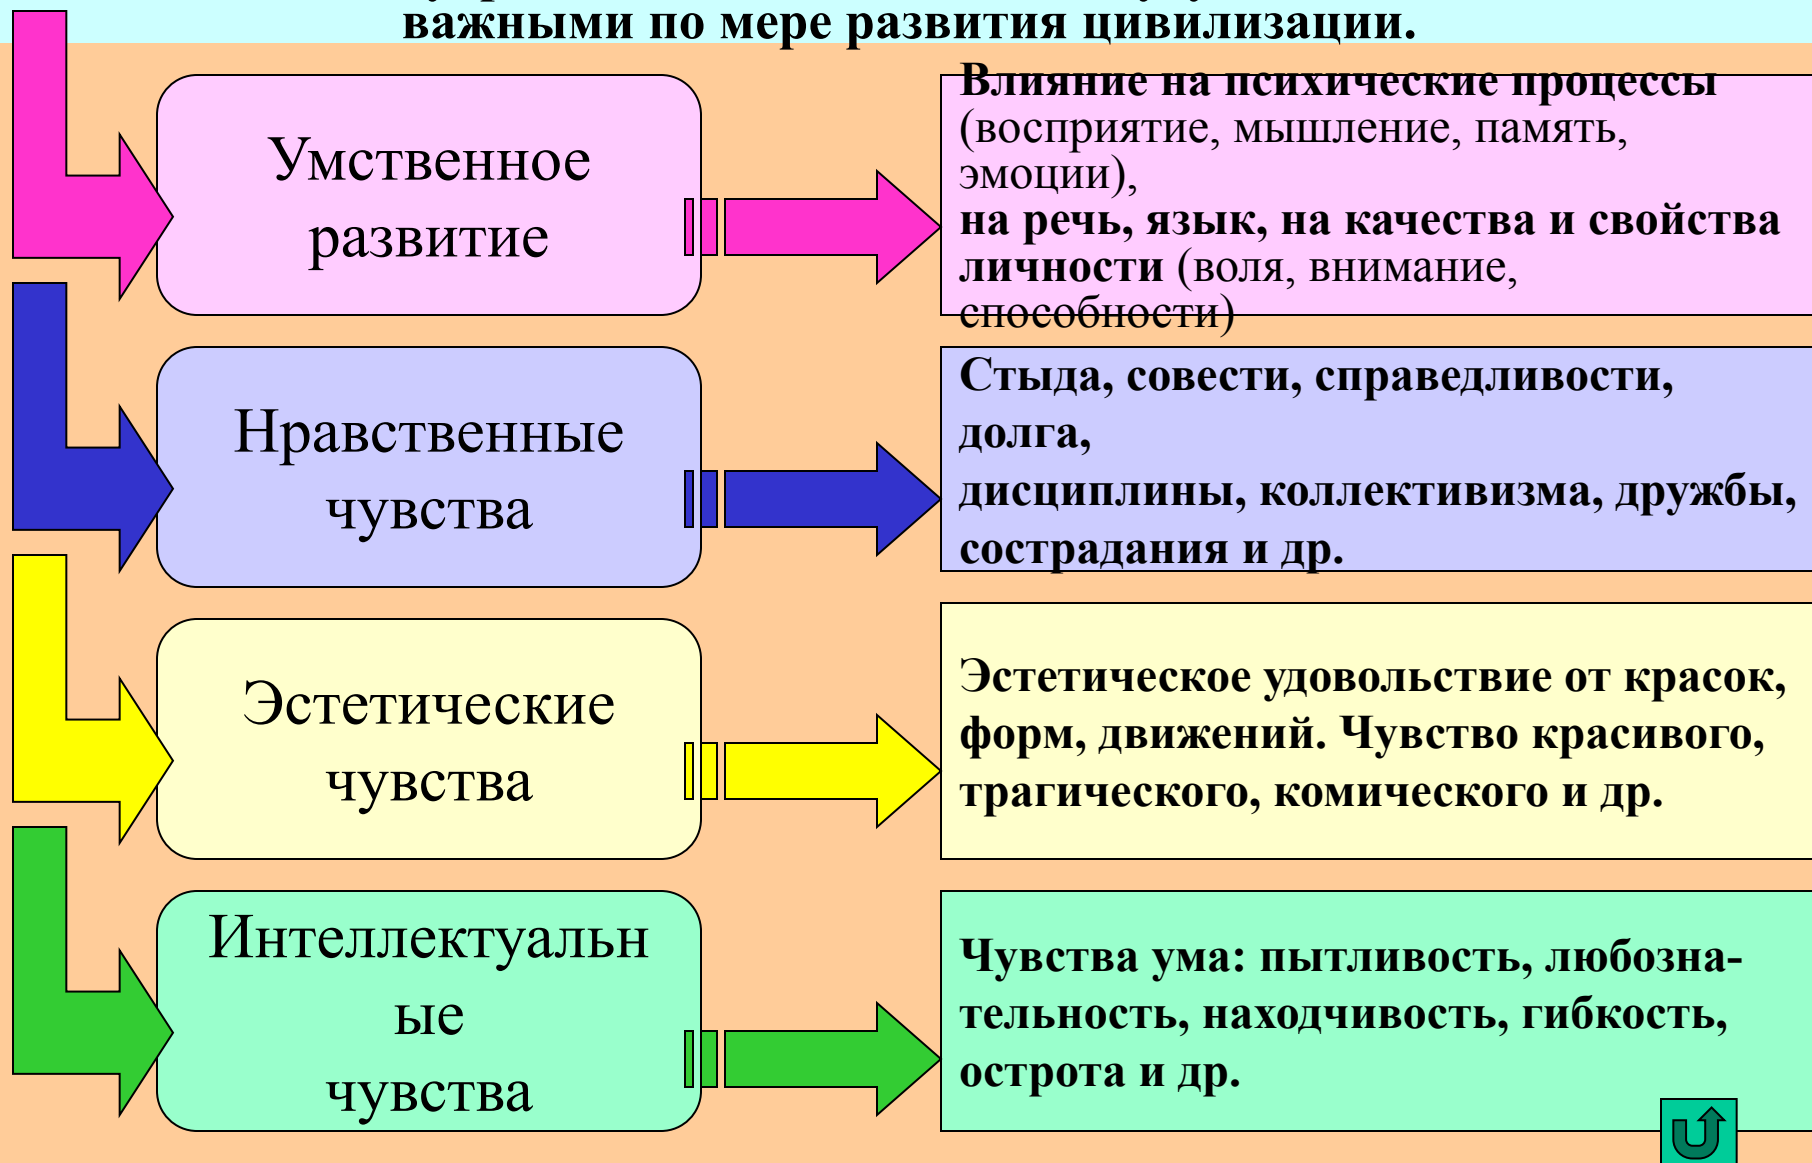 важными по мере развития цивилизации.
Умственное
развитие
Влияние на психические процессы
(восприятие, мышление, память,
эмоции),
на речь, язык, на качества и свойства
личности (воля, внимание,
способности)
Нравственные
чувства
Стыда, совести, справедливости,
долга,
дисциплины, коллективизма, дружбы,
сострадания и др.
Эстетические
чувства
Эстетическое удовольствие от красок,
форм, движений. Чувство красивого,
трагического, комического и др.
Интеллектуальн
ые
чувства
Чувства ума: пытливость, любозна-
тельность, находчивость, гибкость,
острота и др.